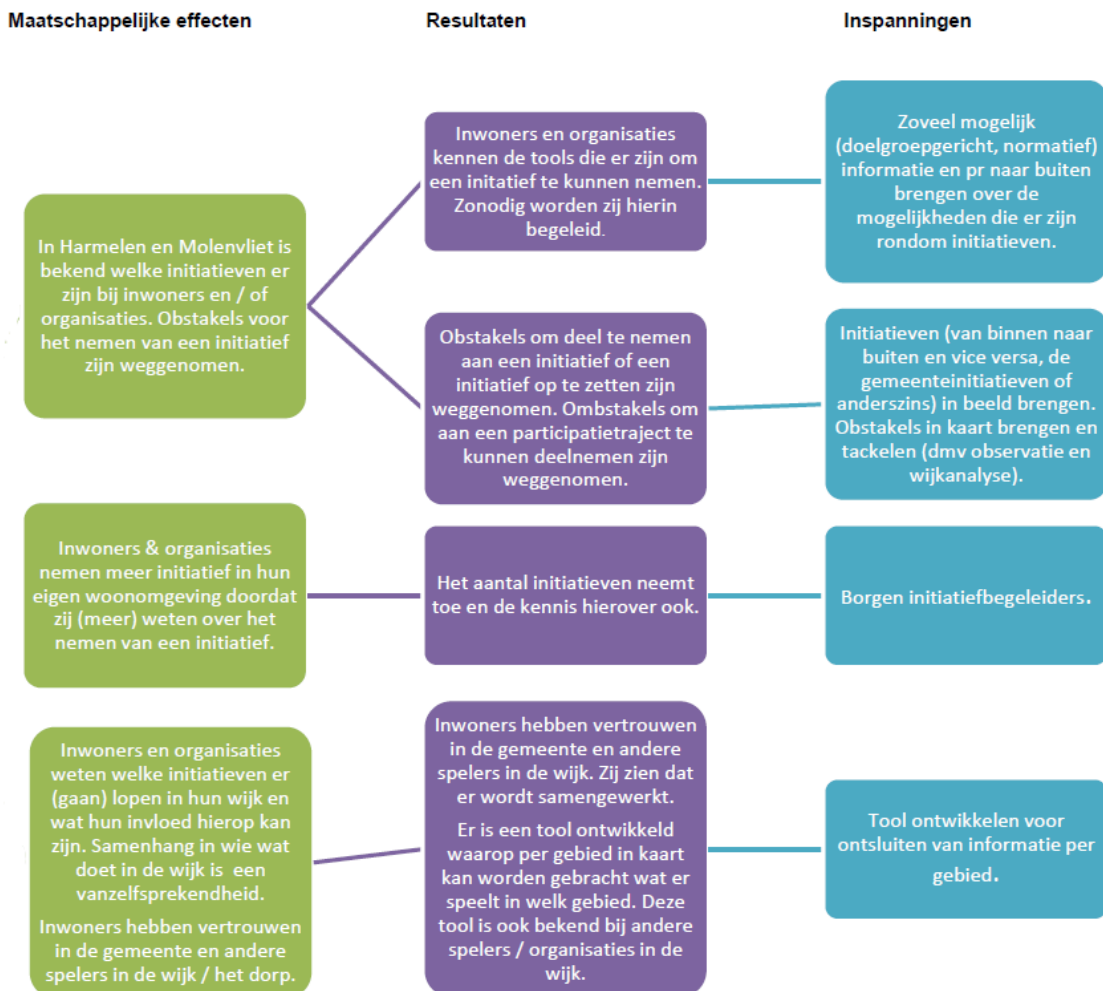 Maatschappelijke effecten
Resultaten
Inspanningen
In Harmelen en Molenvliet is
bekend welke initiatieven er
zijn bij inwoners en / of
organisaties. Obstakels voor
het nemen van een initiatief
zijn weggenomen.
Inwoners en organisaties
kennen de tools die er zijn om
een initatief te kunnen nemen.
Zonodig worden zij hierin
begeleid.
Zoveel mogelijk
(doelgroepgericht, normatief)
informatie en pr naar buiten
brengen over de
mogelijkheden die er zijn
rondom initiatieven.
Obstakels om deel te nemen
aan een initiatief of een
initiatief op te zetten zijn
weggenomen. Ombstakels om
aan een participatietraject te
kunnen deelnemen zijn
weggenomen.
Initiatieven (van binnen naar
buiten en vice versa, de
gemeenteinitiatieven of
anderszins) in beeld brengen.
Obstakels in kaart brengen en
tackelen (dmv observatie en
wijkanalyse).
Inwoners & organisaties
nemen meer initiatief in hun
eigen woonomgeving doordat
zij (meer) weten over het
nemen van een initiatief.
Het aantal initiatieven neemt
toe en de kennis hierover ook.
Borgen initiatiefbegeleiders.
Inwoners en organisaties
weten welke initiatieven er
(gaan) lopen in hun wijk en
wat hun invloed hierop kan
zijn. Samenhang in wie wat
doet in de wijk is een
vanzelfsprekendheid.
Inwoners hebben vertrouwen
in de gemeente en andere
spelers in de wijk / het dorp.
Inwoners hebben vertrouwen
in de gemeente en andere
spelers in de wijk. Zij zien dat
er wordt samengewerkt.
Er is een tool ontwikkeld
waarop per gebied in kaart
kan worden gebracht wat er
speelt in welk gebied. Deze
tool is ook bekend bij andere
spelers / organisaties in de
wijk.
Tool ontwikkelen voor
ontsluiten van informatie per
gebied.